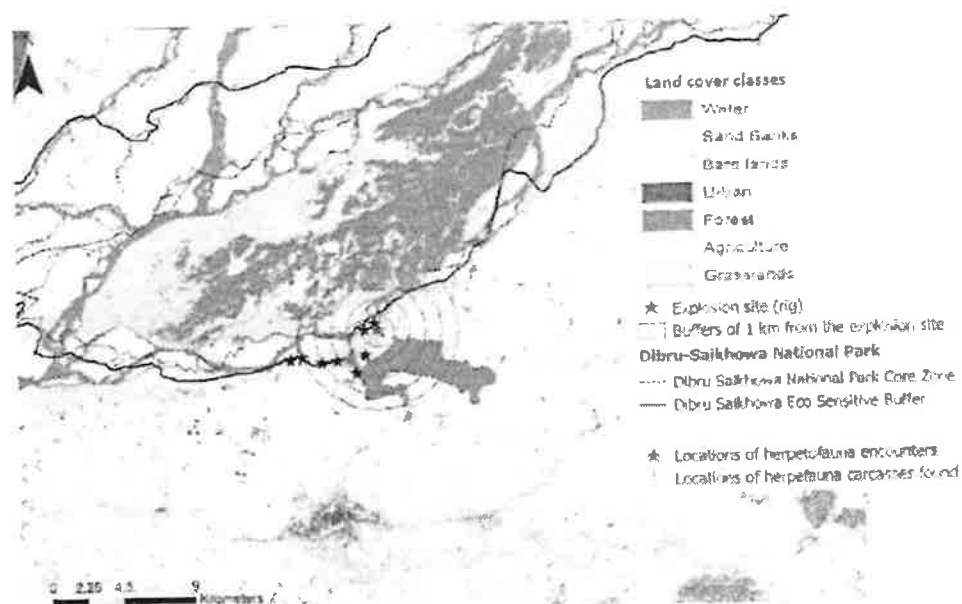 Land cover classes
Water
Sand Banks
Bare lands
Urban
Forest
Agriculture
Grasslands
Explosion site (rig)
Buffers of 1 km from the explosion site
Dibru-Saikhowa National Park
Dibru Saikhowa National Park Core Zone
Dibru Saikhowa Eco Sensitive Buffer
Locations of herpetofauna encounters
Locations of herpefauna carcasses found
0 2.25 4.5 9
Kilometers